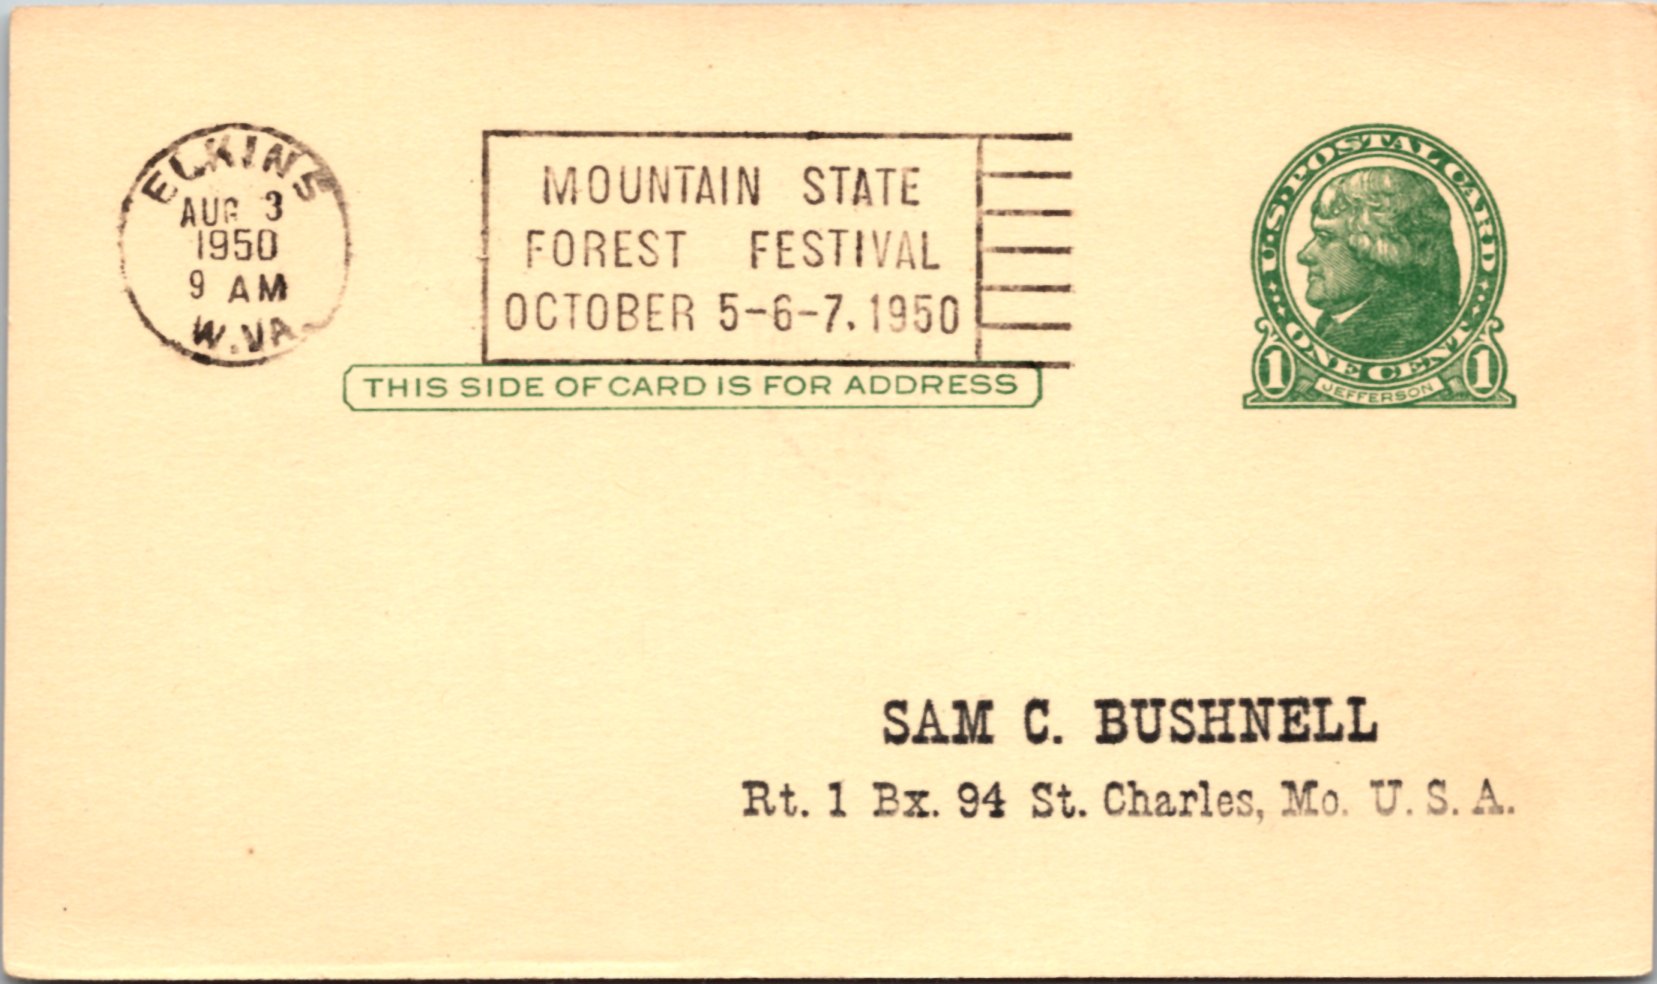 ELKINS
AUG 3
1950
9 AM
W.VA.
MOUNTAIN STATE
FOREST FESTIVAL
OCTOBER 5-6-7, 1950
THIS SIDE OF CARD IS FOR ADDRESS
U·S·POSTAL CARD
ONE CENT
1 JEFFERSON 1
SAM C. BUSHNELL
Rt. 1 Bx. 94 St. Charles, Mo. U. S. A.